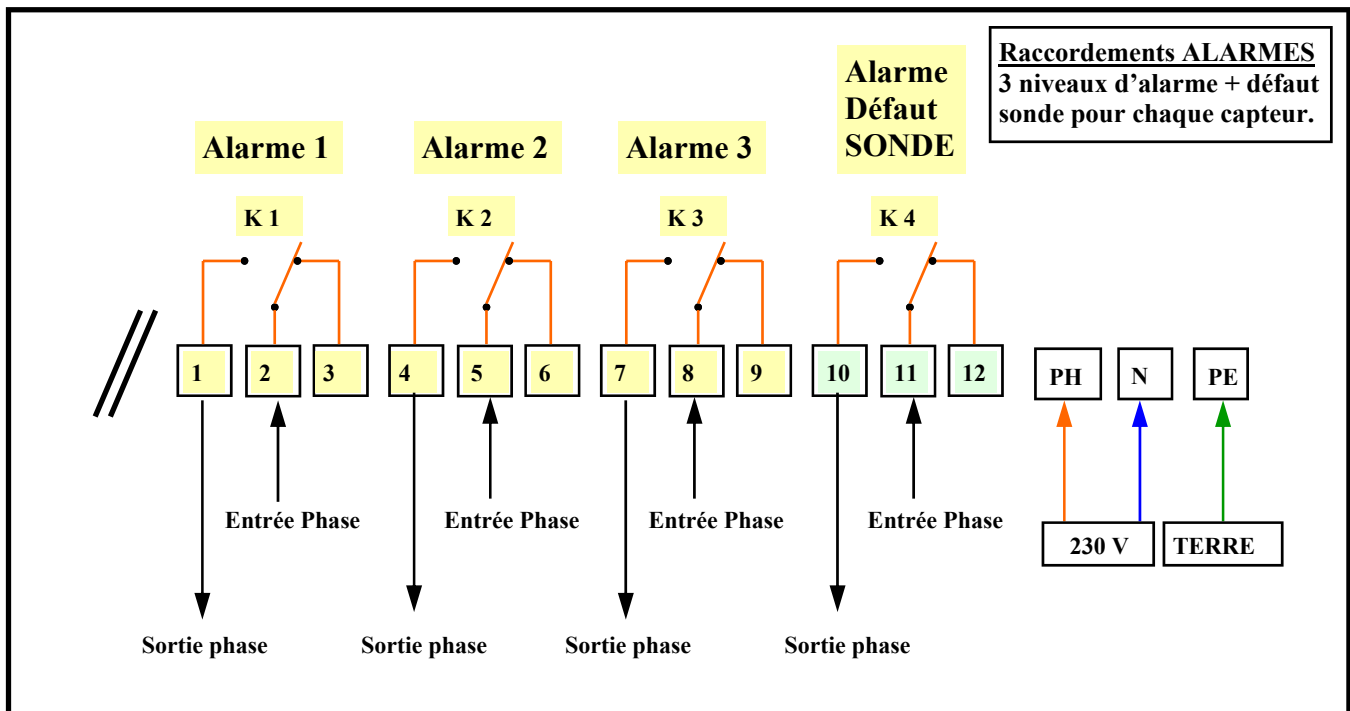 Raccordements ALARMES
3 niveaux d'alarme + défaut
sonde pour chaque capteur.
Alarme
Défaut
SONDE
Alarme 1
Alarme 2
Alarme 3
K 1
K 2
K 3
K 4
1 2 3 4 5 6 7 8 9 10 11 12 PH N PE
Entrée Phase Entrée Phase Entrée Phase Entrée Phase
230 V TERRE
Sortie phase Sortie phase Sortie phase Sortie phase